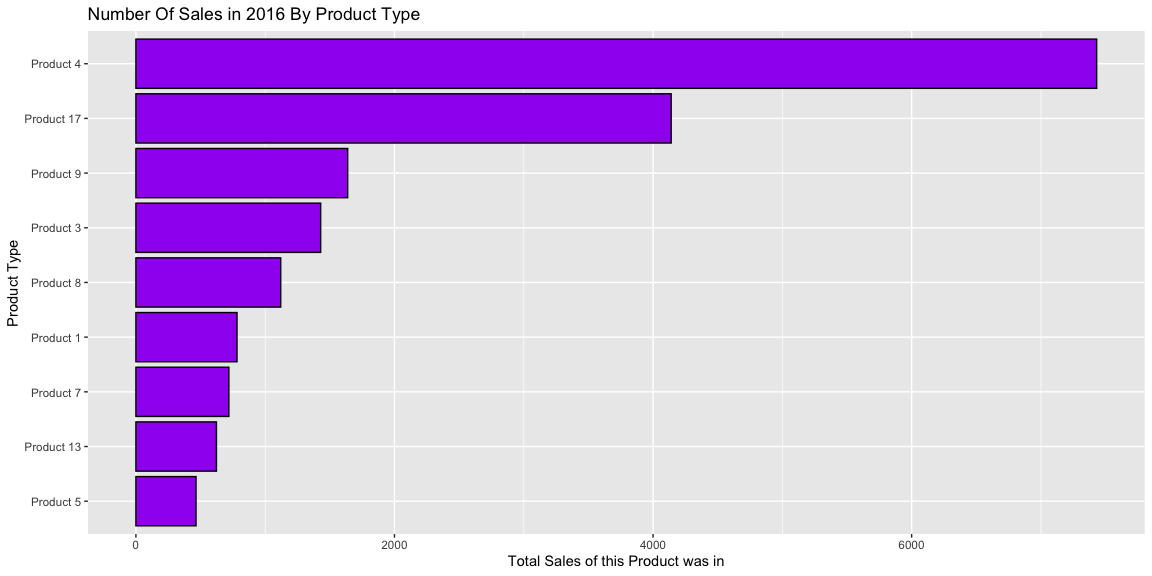 Number Of Sales in 2016 By Product Type
Product Type
Product 4
Product 17
Product 9
Product 3
Product 8
Product 1
Product 7
Product 13
Product 5
0 2000 4000 6000
Total Sales of this Product was in